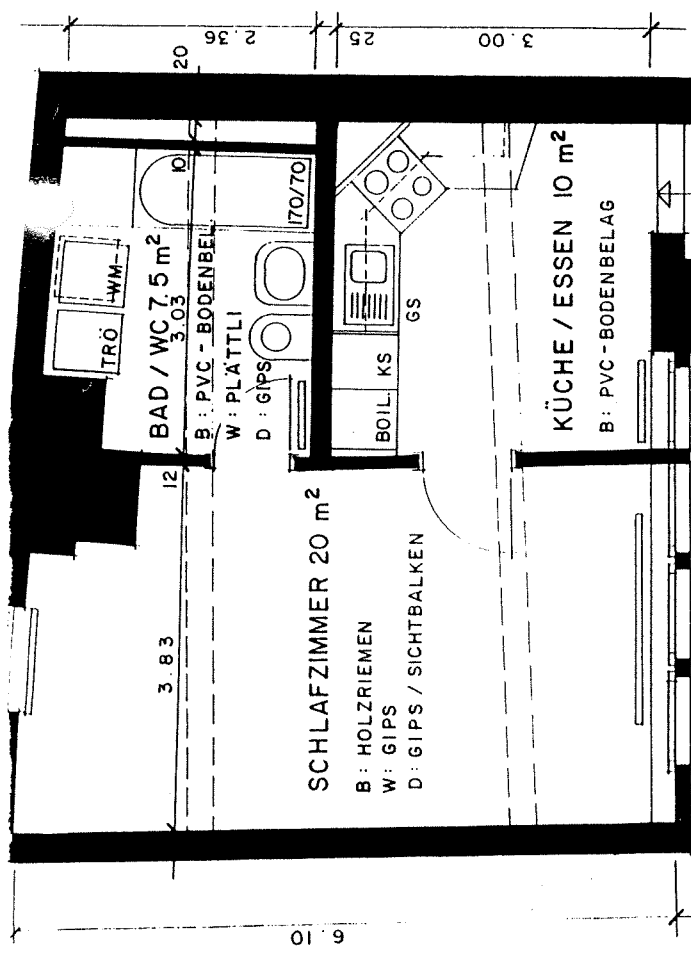 2.36
25
3.00
20
10
170/70
WM
TRÖ
BAD / WC 7.5 m²
3.03
B : PVC - BODENBEL
W : PLÄTTLI
D : GIPS
GS
KS
BOIL.
KÜCHE / ESSEN 10 m²
B : PVC - BODENBELAG
12
3.83
SCHLAFZIMMER 20 m²
B : HOLZRIEMEN
W : GIPS
D : GIPS / SICHTBALKEN
6.10